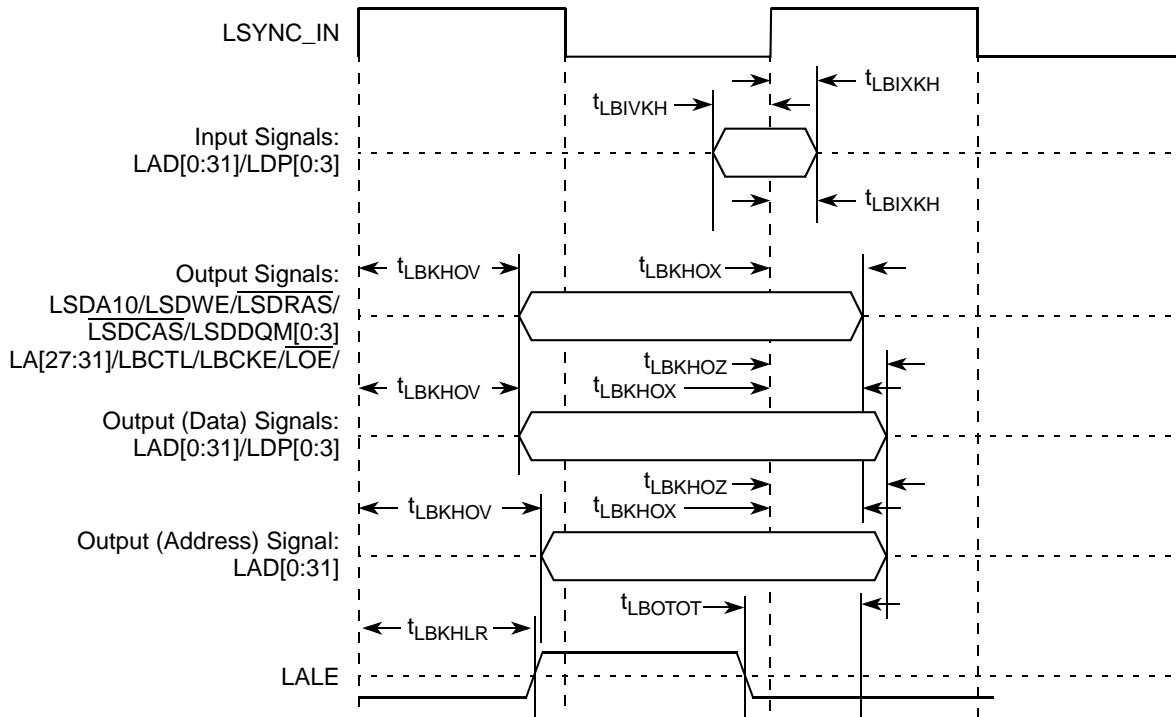 LSYNC_IN
tLBIXKH
tLBIVKH
Input Signals:
LAD[0:31]/LDP[0:3]
tLBIXKH
tLBKHOV
tLBKHOX
Output Signals:
LSDA10/LSDWE/LSDRAS/
LSDCAS/LSDDQM[0:3]
LA[27:31]/LBCTL/LBCKE/LOE/
tLBKHOZ
tLBKHOV
tLBKHOX
Output (Data) Signals:
LAD[0:31]/LDP[0:3]
tLBKHOZ
tLBKHOV
tLBKHOX
Output (Address) Signal:
LAD[0:31]
tLBOTOT
tLBKHLR
LALE